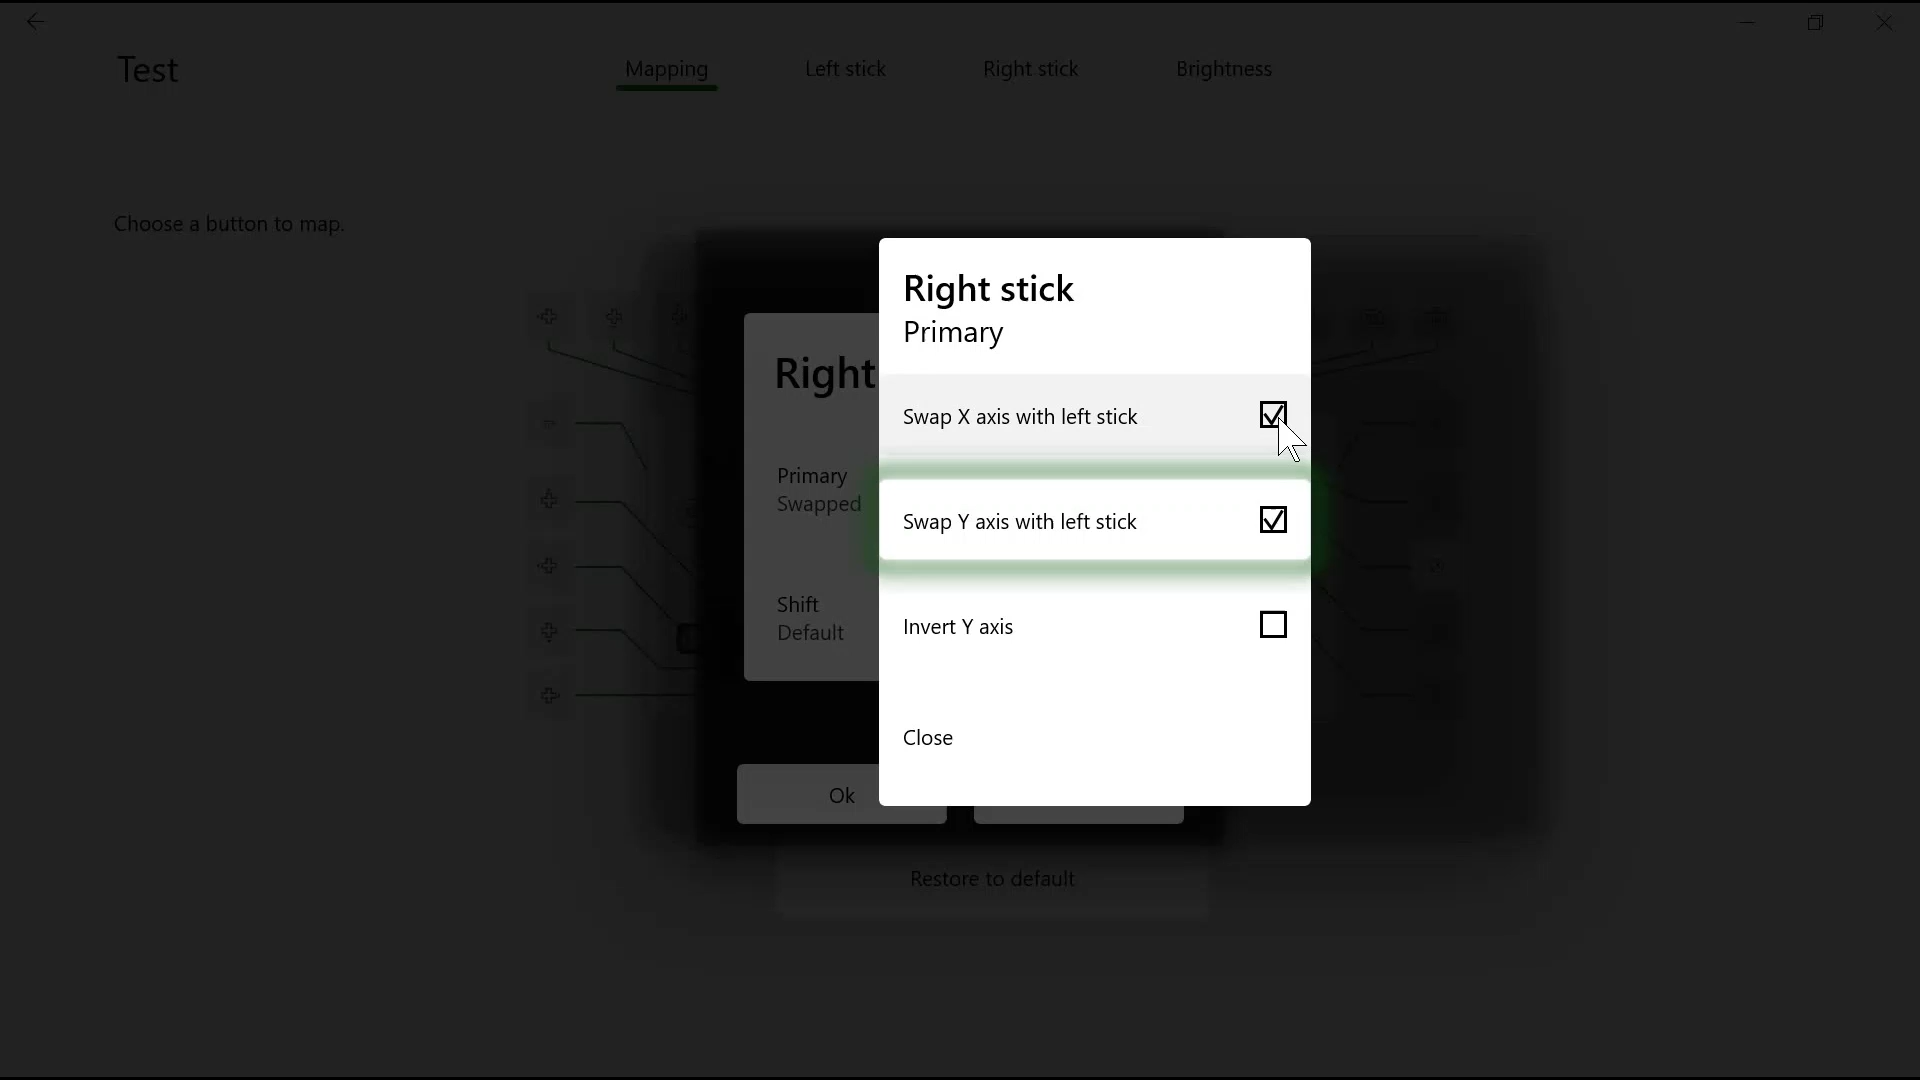 Test
Mapping
Left stick
Right stick
Brightness
Choose a button to map.
Right
Primary
Swapped
Shift
Default
Ok
Right stick
Primary
Swap X axis with left stick
Swap Y axis with left stick
Invert Y axis
Close
Restore to default